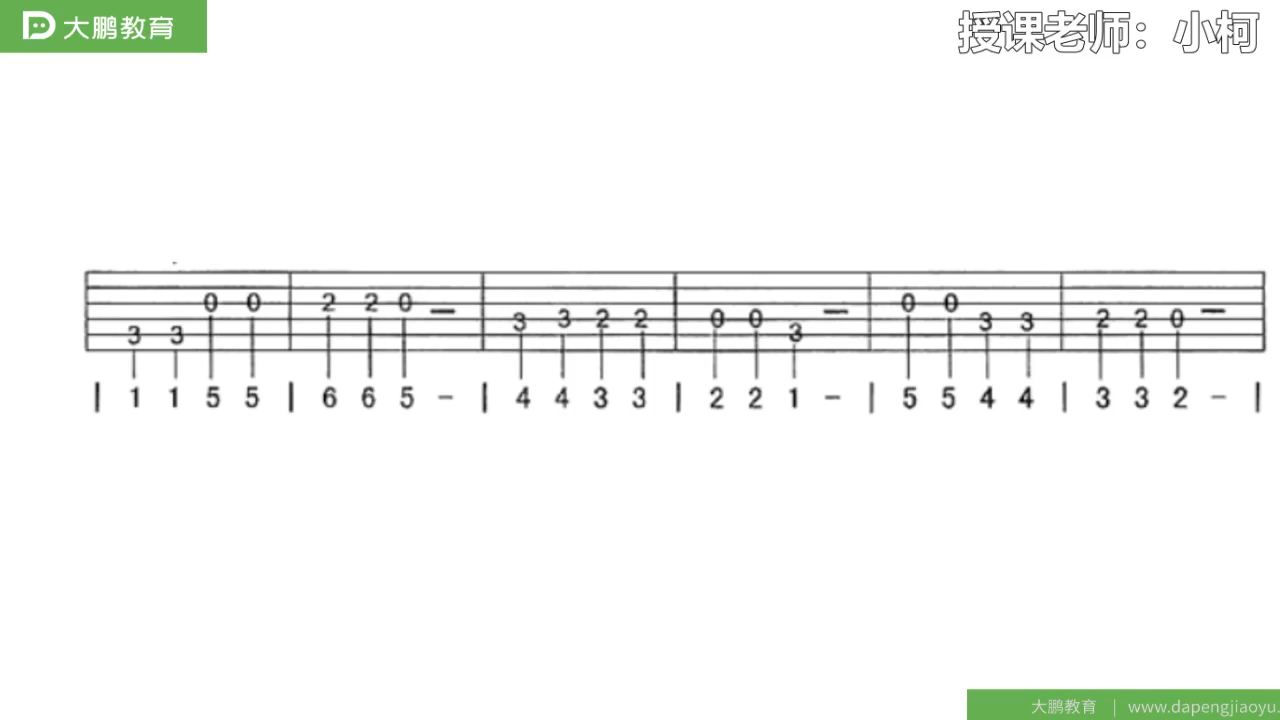 大鹏教育
授课老师：小柯
0 0 2 2 0 — 0 0
3 3 3 3 2 2 0 0 3 — 3 3 2 2 0 —
| 1 1 5 5 | 6 6 5 - | 4 4 3 3 | 2 2 1 - | 5 5 4 4 | 3 3 2 - |
大鹏教育 | www.dapengjiaoyu.